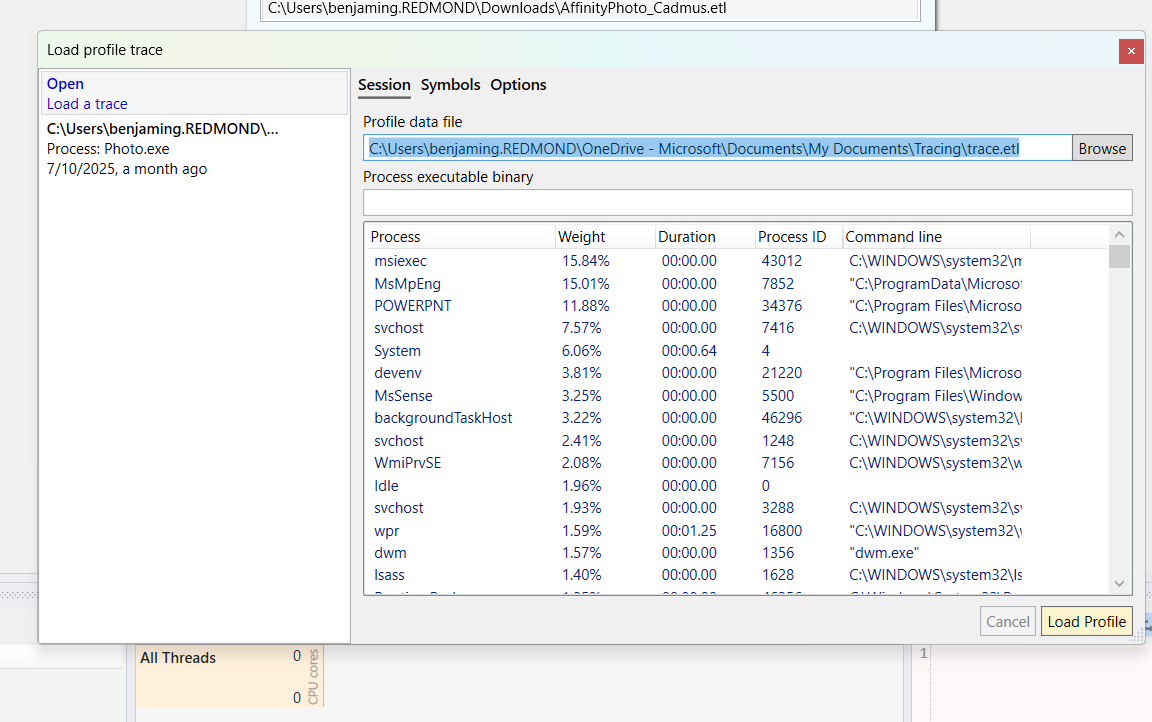 C:\Users\benjaming.REDMOND\Downloads\AffinityPhoto_Cadmus.etl
Load profile trace
Open
Load a trace
C:\Users\benjaming.REDMOND\...
Process: Photo.exe
7/10/2025, a month ago
Session Symbols Options
Profile data file
C:\Users\benjaming.REDMOND\OneDrive - Microsoft\Documents\My Documents\Tracing\trace.etl Browse
Process executable binary
Process Weight Duration Process ID Command line
msiexec 15.84% 00:00.00 43012 C:\WINDOWS\system32\m
MsMpEng 15.01% 00:00.00 7852 "C:\ProgramData\Microso
POWERPNT 11.88% 00:00.00 34376 "C:\Program Files\Microso
svchost 7.57% 00:00.00 7416 C:\WINDOWS\system32\s
System 6.06% 00:00.64 4
devenv 3.81% 00:00.00 21220 "C:\Program Files\Microso
MsSense 3.25% 00:00.00 5500 "C:\Program Files\Window
backgroundTaskHost 3.22% 00:00.00 46296 "C:\WINDOWS\system32\
svchost 2.41% 00:00.00 1248 C:\WINDOWS\system32\s
WmiPrvSE 2.08% 00:00.00 7156 C:\WINDOWS\system32\w
Idle 1.96% 00:00.00 0
svchost 1.93% 00:00.00 3288 C:\WINDOWS\system32\s
wpr 1.59% 00:01.25 16800 "C:\WINDOWS\system32\
dwm 1.57% 00:00.00 1356 "dwm.exe"
lsass 1.40% 00:00.00 1628 C:\WINDOWS\system32\ls
Cancel Load Profile
All Threads 0
0
CPU cores
1